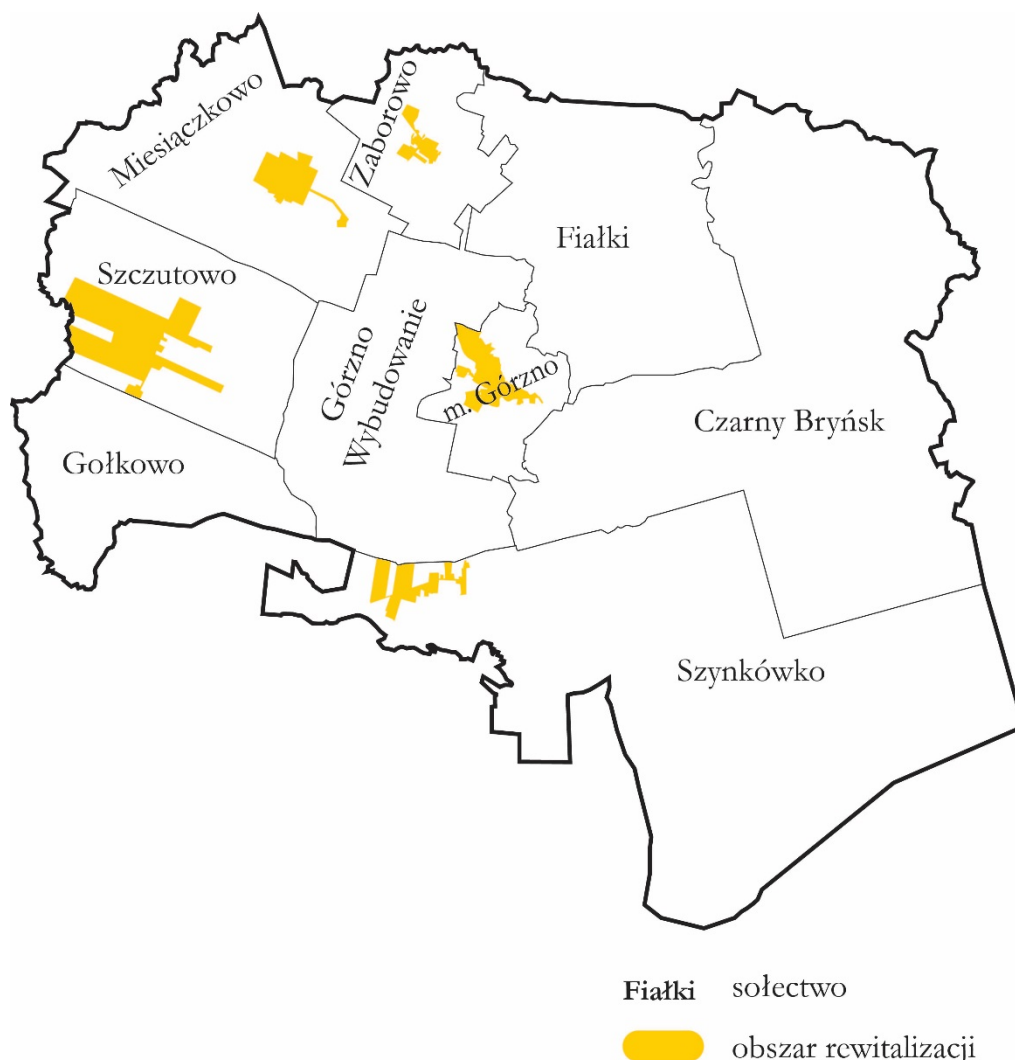 Miesiączkowo
Zaborowo
Fiałki
Szczutowo
Górzno
Wybudowanie
m. Górzno
Czarny Bryńsk
Gołkowo
Szynkówko
Fiałki sołectwo
obszar rewitalizacji